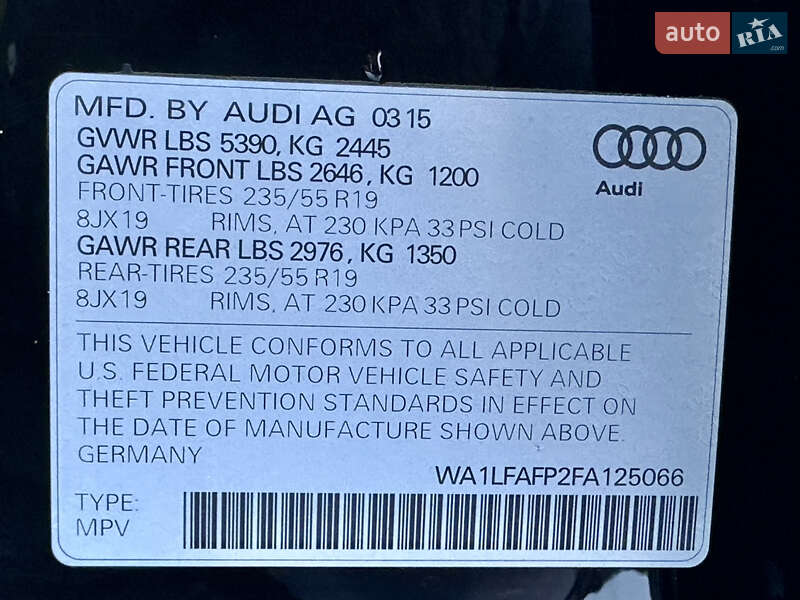 auto RIA.com
MFD. BY AUDI AG 03 15
GVWR LBS 5390, KG 2445
GAWR FRONT LBS 2646, KG 1200
FRONT-TIRES 235/55 R19
8JX19 RIMS, AT 230 KPA 33 PSI COLD
GAWR REAR LBS 2976, KG 1350
REAR-TIRES 235/55 R19
8JX19 RIMS, AT 230 KPA 33 PSI COLD
Audi
THIS VEHICLE CONFORMS TO ALL APPLICABLE
U.S. FEDERAL MOTOR VEHICLE SAFETY AND
THEFT PREVENTION STANDARDS IN EFFECT ON
THE DATE OF MANUFACTURE SHOWN ABOVE.
GERMANY
WA1LFAFP2FA125066
TYPE:
MPV